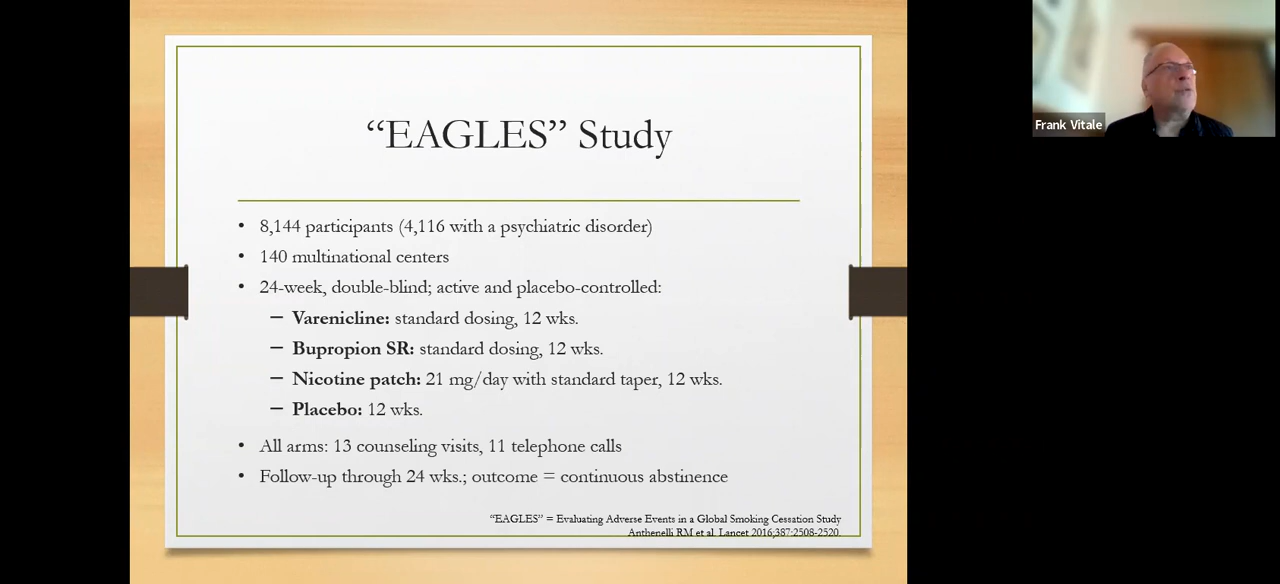 “EAGLES” Study
• 8,144 participants (4,116 with a psychiatric disorder)
• 140 multinational centers
• 24-week, double-blind; active and placebo-controlled:
– Varenicline: standard dosing, 12 wks.
– Bupropion SR: standard dosing, 12 wks.
– Nicotine patch: 21 mg/day with standard taper, 12 wks.
– Placebo: 12 wks.
• All arms: 13 counseling visits, 11 telephone calls
• Follow-up through 24 wks.; outcome = continuous abstinence
“EAGLES” = Evaluating Adverse Events in a Global Smoking Cessation Study
Anthenelli RM et al. Lancet 2016;387:2508-2520.
Frank Vitale